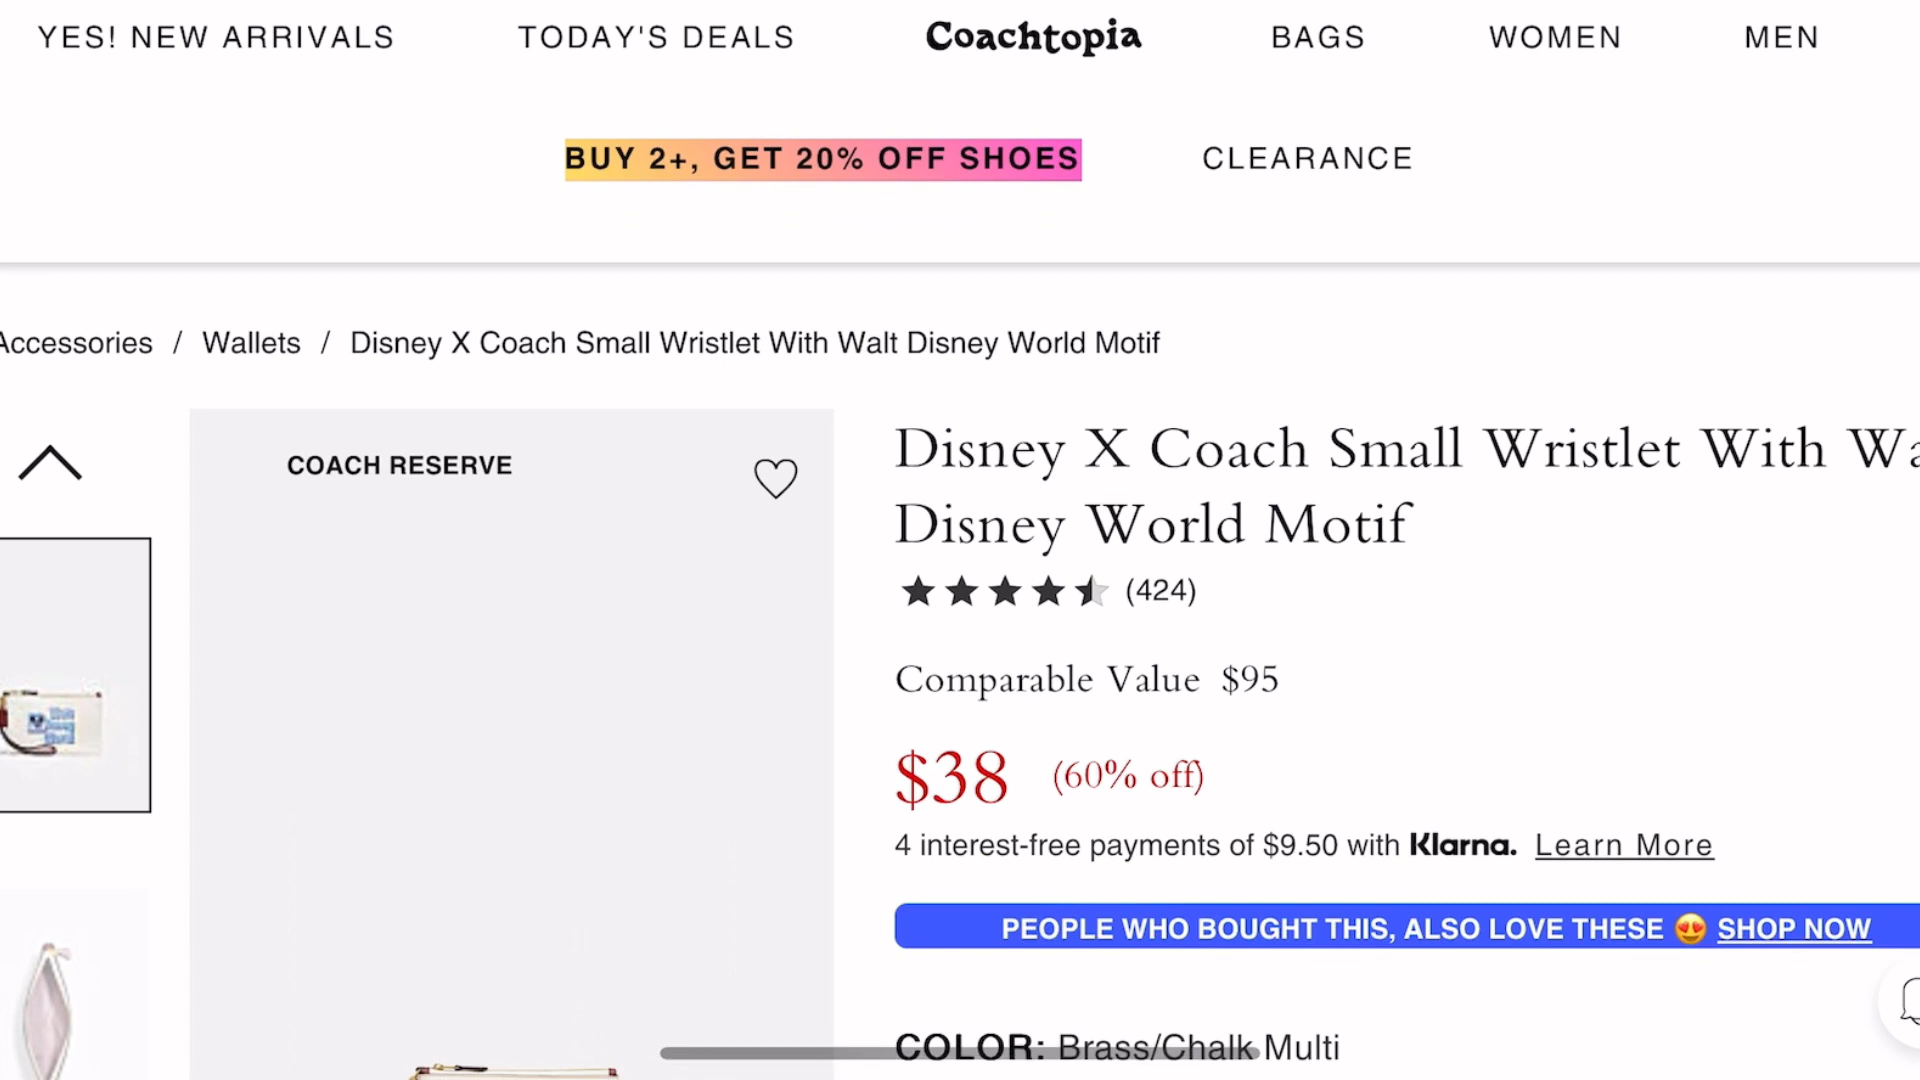 YES! NEW ARRIVALS TODAY'S DEALS Coachtopia BAGS WOMEN MEN
BUY 2+, GET 20% OFF SHOES CLEARANCE
Accessories / Wallets / Disney X Coach Small Wristlet With Walt Disney World Motif
COACH RESERVE
Disney X Coach Small Wristlet With Wa
Disney World Motif
(424)
Comparable Value $95
$38 (60% off)
4 interest-free payments of $9.50 with Klarna. Learn More
PEOPLE WHO BOUGHT THIS, ALSO LOVE THESE 😍 SHOP NOW
COLOR: Brass/Chalk Multi